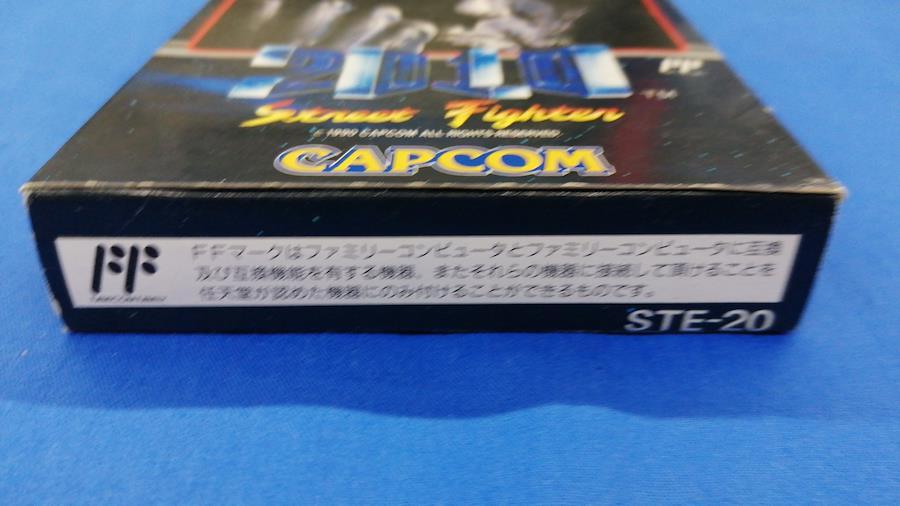 2010
FF
TM
Street Fighter
© 1990 CAPCOM ALL RIGHTS RESERVED.
CAPCOM
FF
FFマークはファミリーコンピュータとファミリーコンピュータに互換
及び互換機能を有する機器。またそれらの機器に接続して頂けることを
任天堂が認めた機器にのみ付けることができるものです。
STE-20